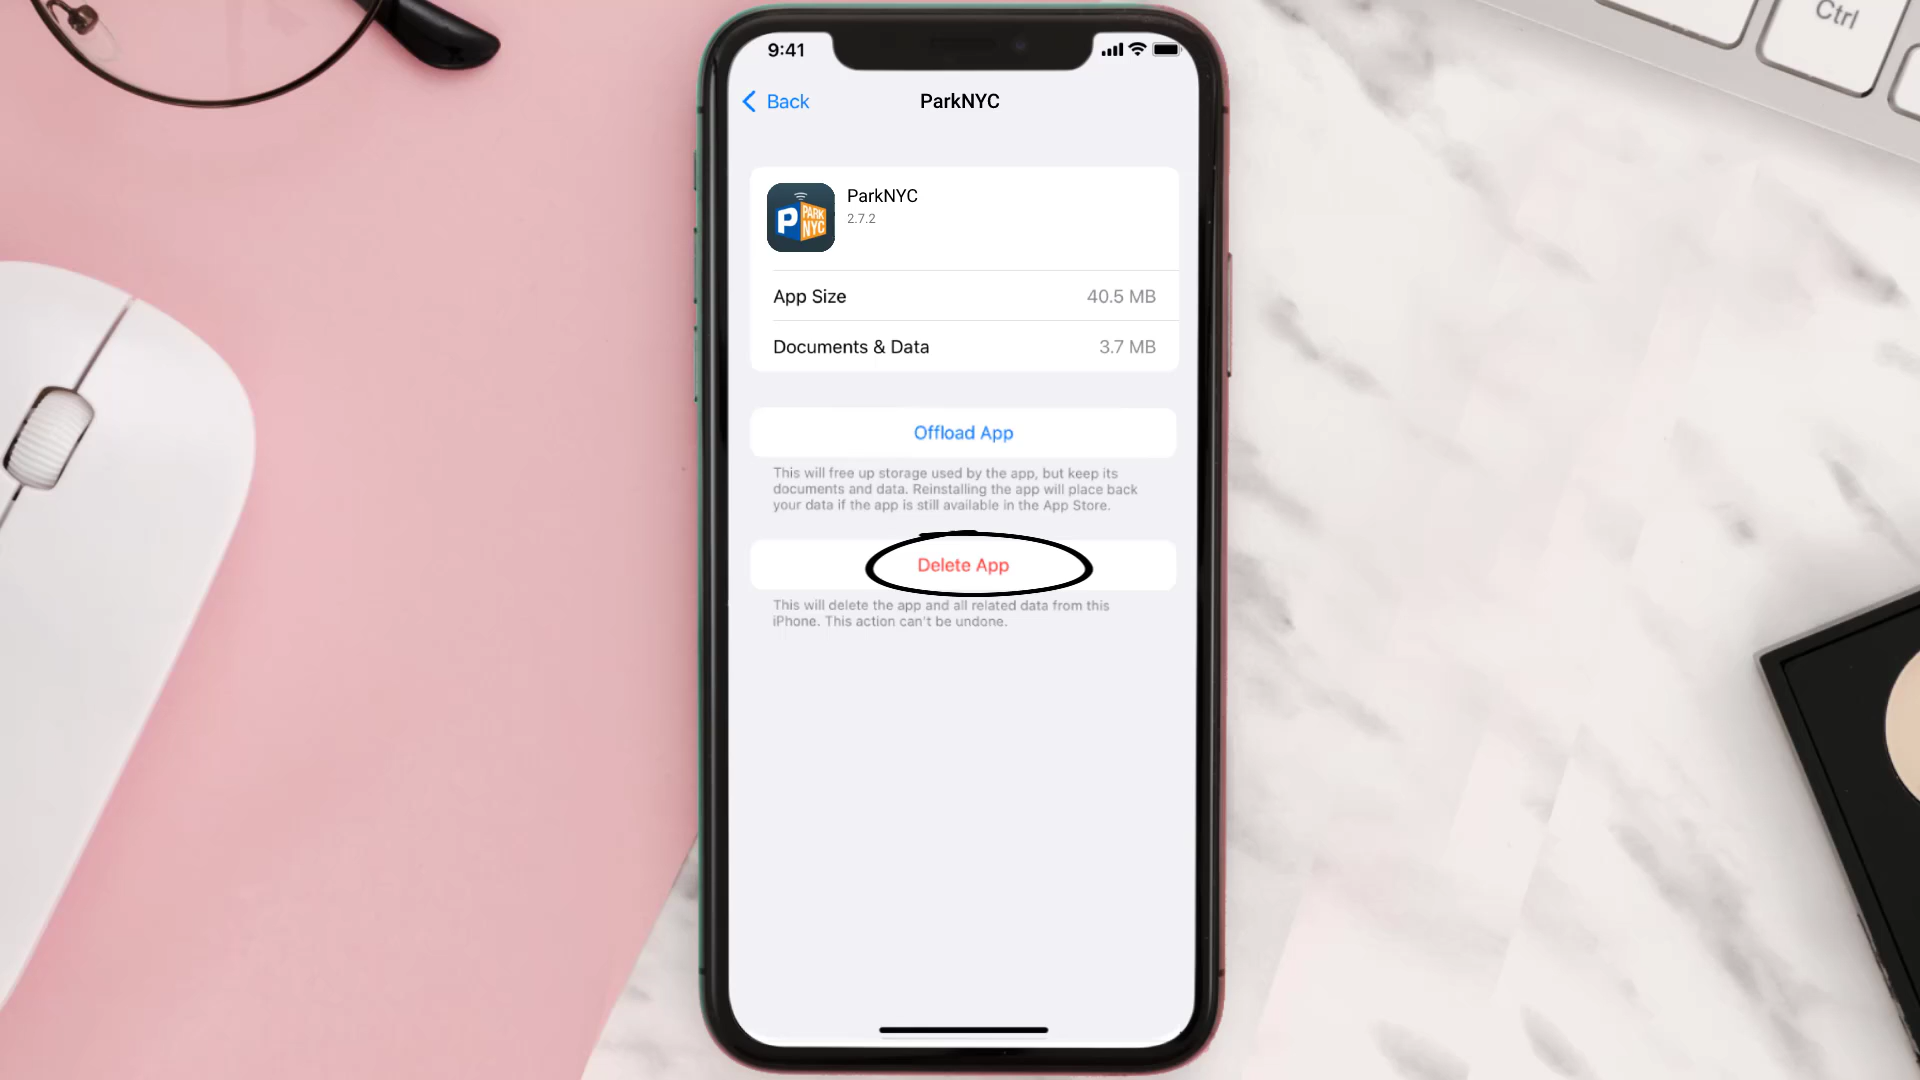 Ctrl
9:41
Back
ParkNYC
P PARK NYC
ParkNYC
2.7.2
App Size 40.5 MB
Documents & Data 3.7 MB
Offload App
This will free up storage used by the app, but keep its
documents and data. Reinstalling the app will place back
your data if the app is still available in the App Store.
Delete App
This will delete the app and all related data from this
iPhone. This action can't be undone.